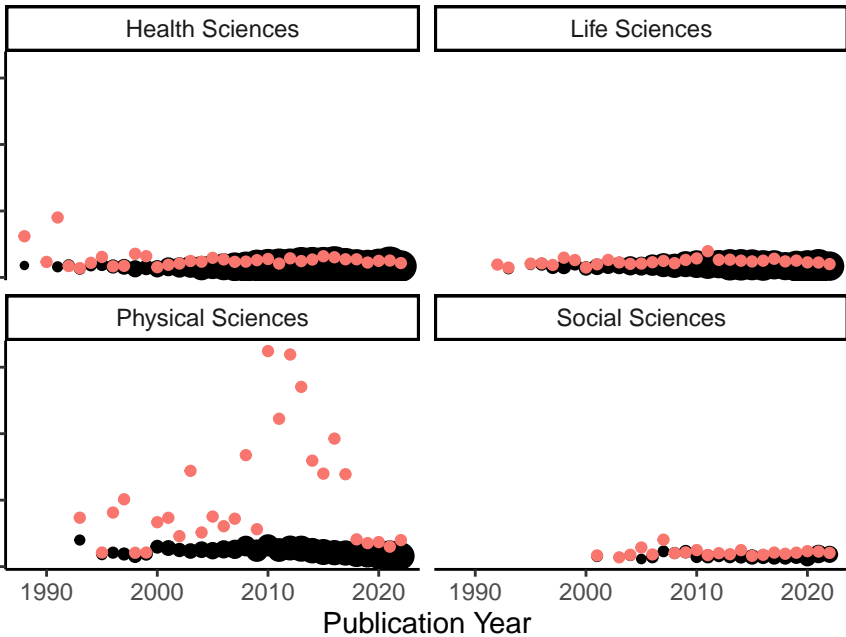 Health Sciences Life Sciences
Physical Sciences Social Sciences
1990 2000 2010 2020 1990 2000 2010 2020
Publication Year